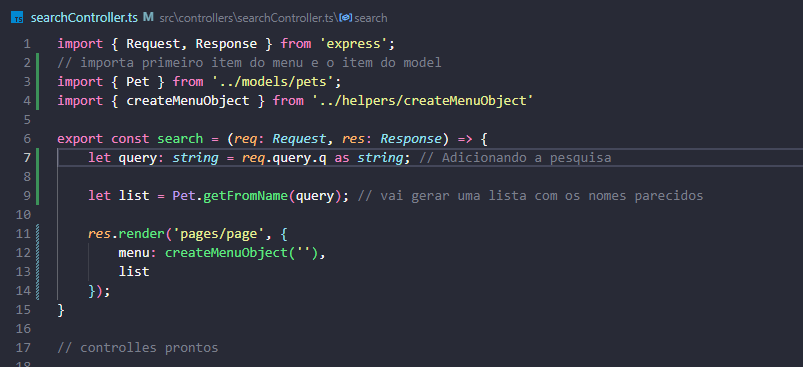 TS searchController.ts M src\controllers\searchController.ts\search
1 import { Request, Response } from 'express';
2 // importa primeiro item do menu e o item do model
3 import { Pet } from '../models/pets';
4 import { createMenuObject } from '../helpers/createMenuObject'
5
6 export const search = (req: Request, res: Response) => {
7 let query: string = req.query.q as string; // Adicionando a pesquisa
8
9 let list = Pet.getFromName(query); // vai gerar uma lista com os nomes parecidos
10
11 res.render('pages/page', {
12 menu: createMenuObject(''),
13 list
14 });
15 }
16
17 // controlles prontos
18